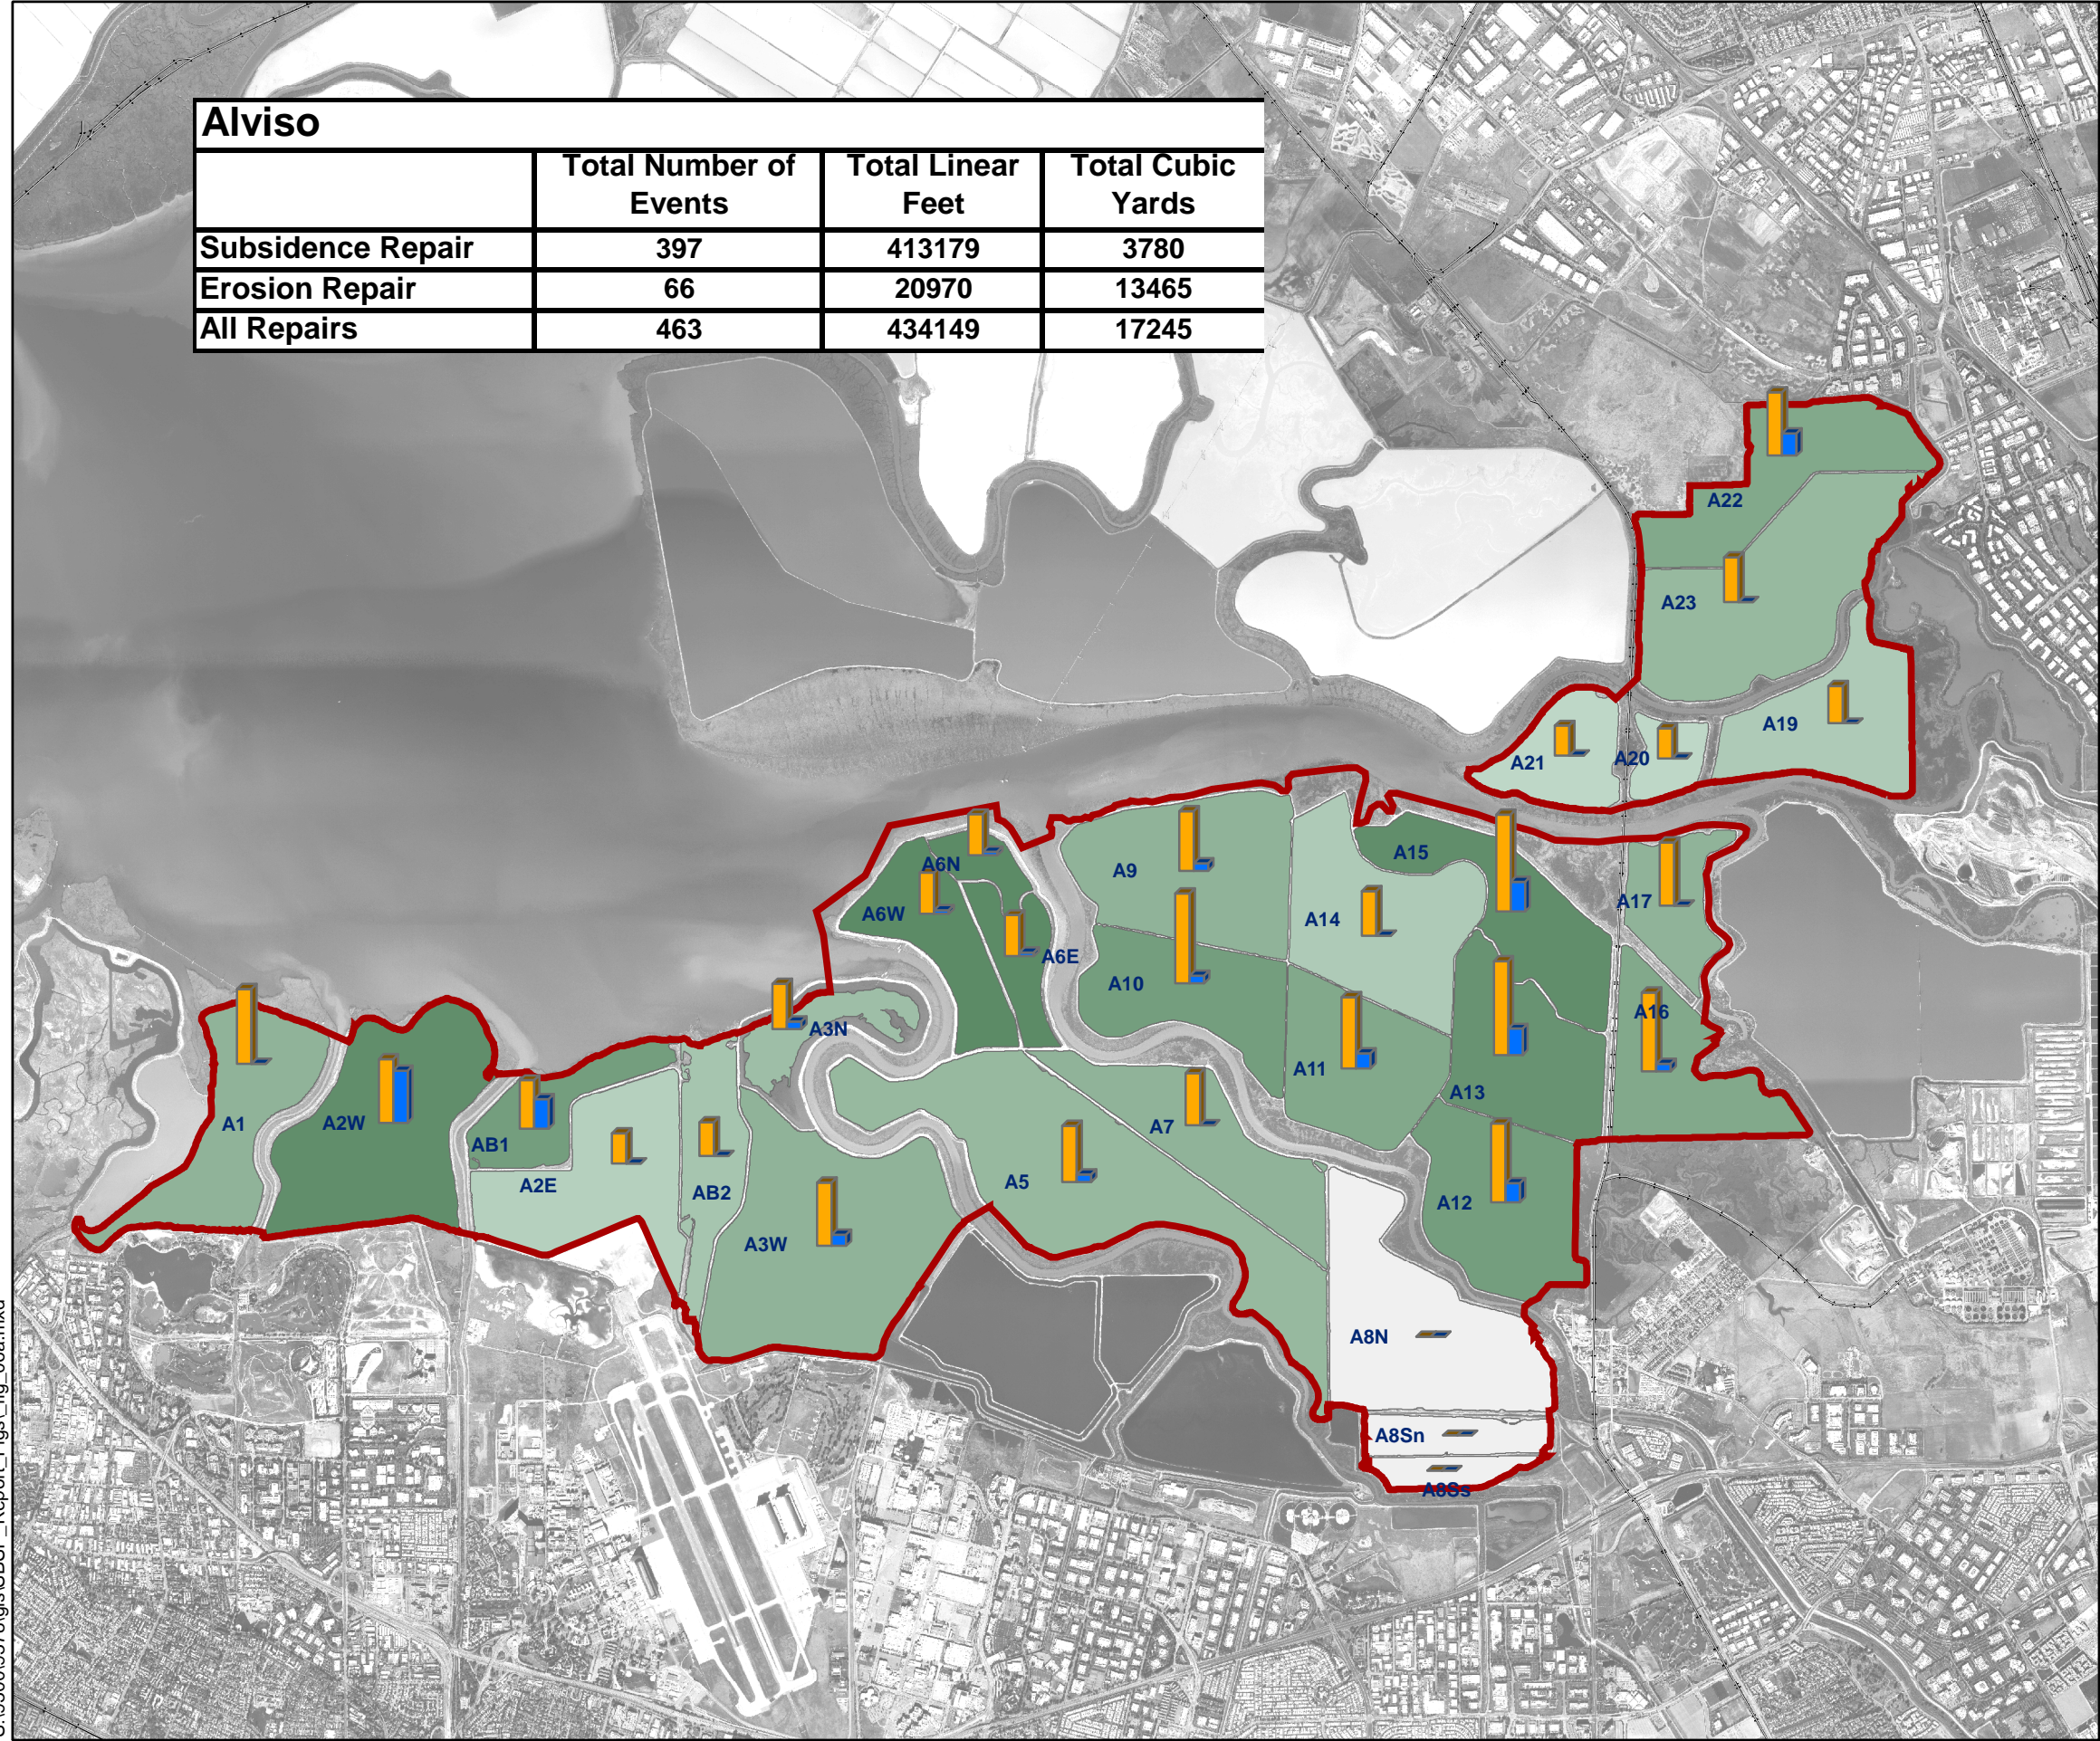 Alviso
Total Number of Events Total Linear Feet Total Cubic Yards
Subsidence Repair 397 413179 3780
Erosion Repair 66 20970 13465
All Repairs 463 434149 17245
A22
A23
A19
A21
A20
A6N
A9
A15
A6W
A14
A17
A6E
A10
A16
A3N
A11
A13
A1
A2W
A7
AB1
A5
A2E
AB2
A12
A3W
A8N
A8Sn
A8Ss